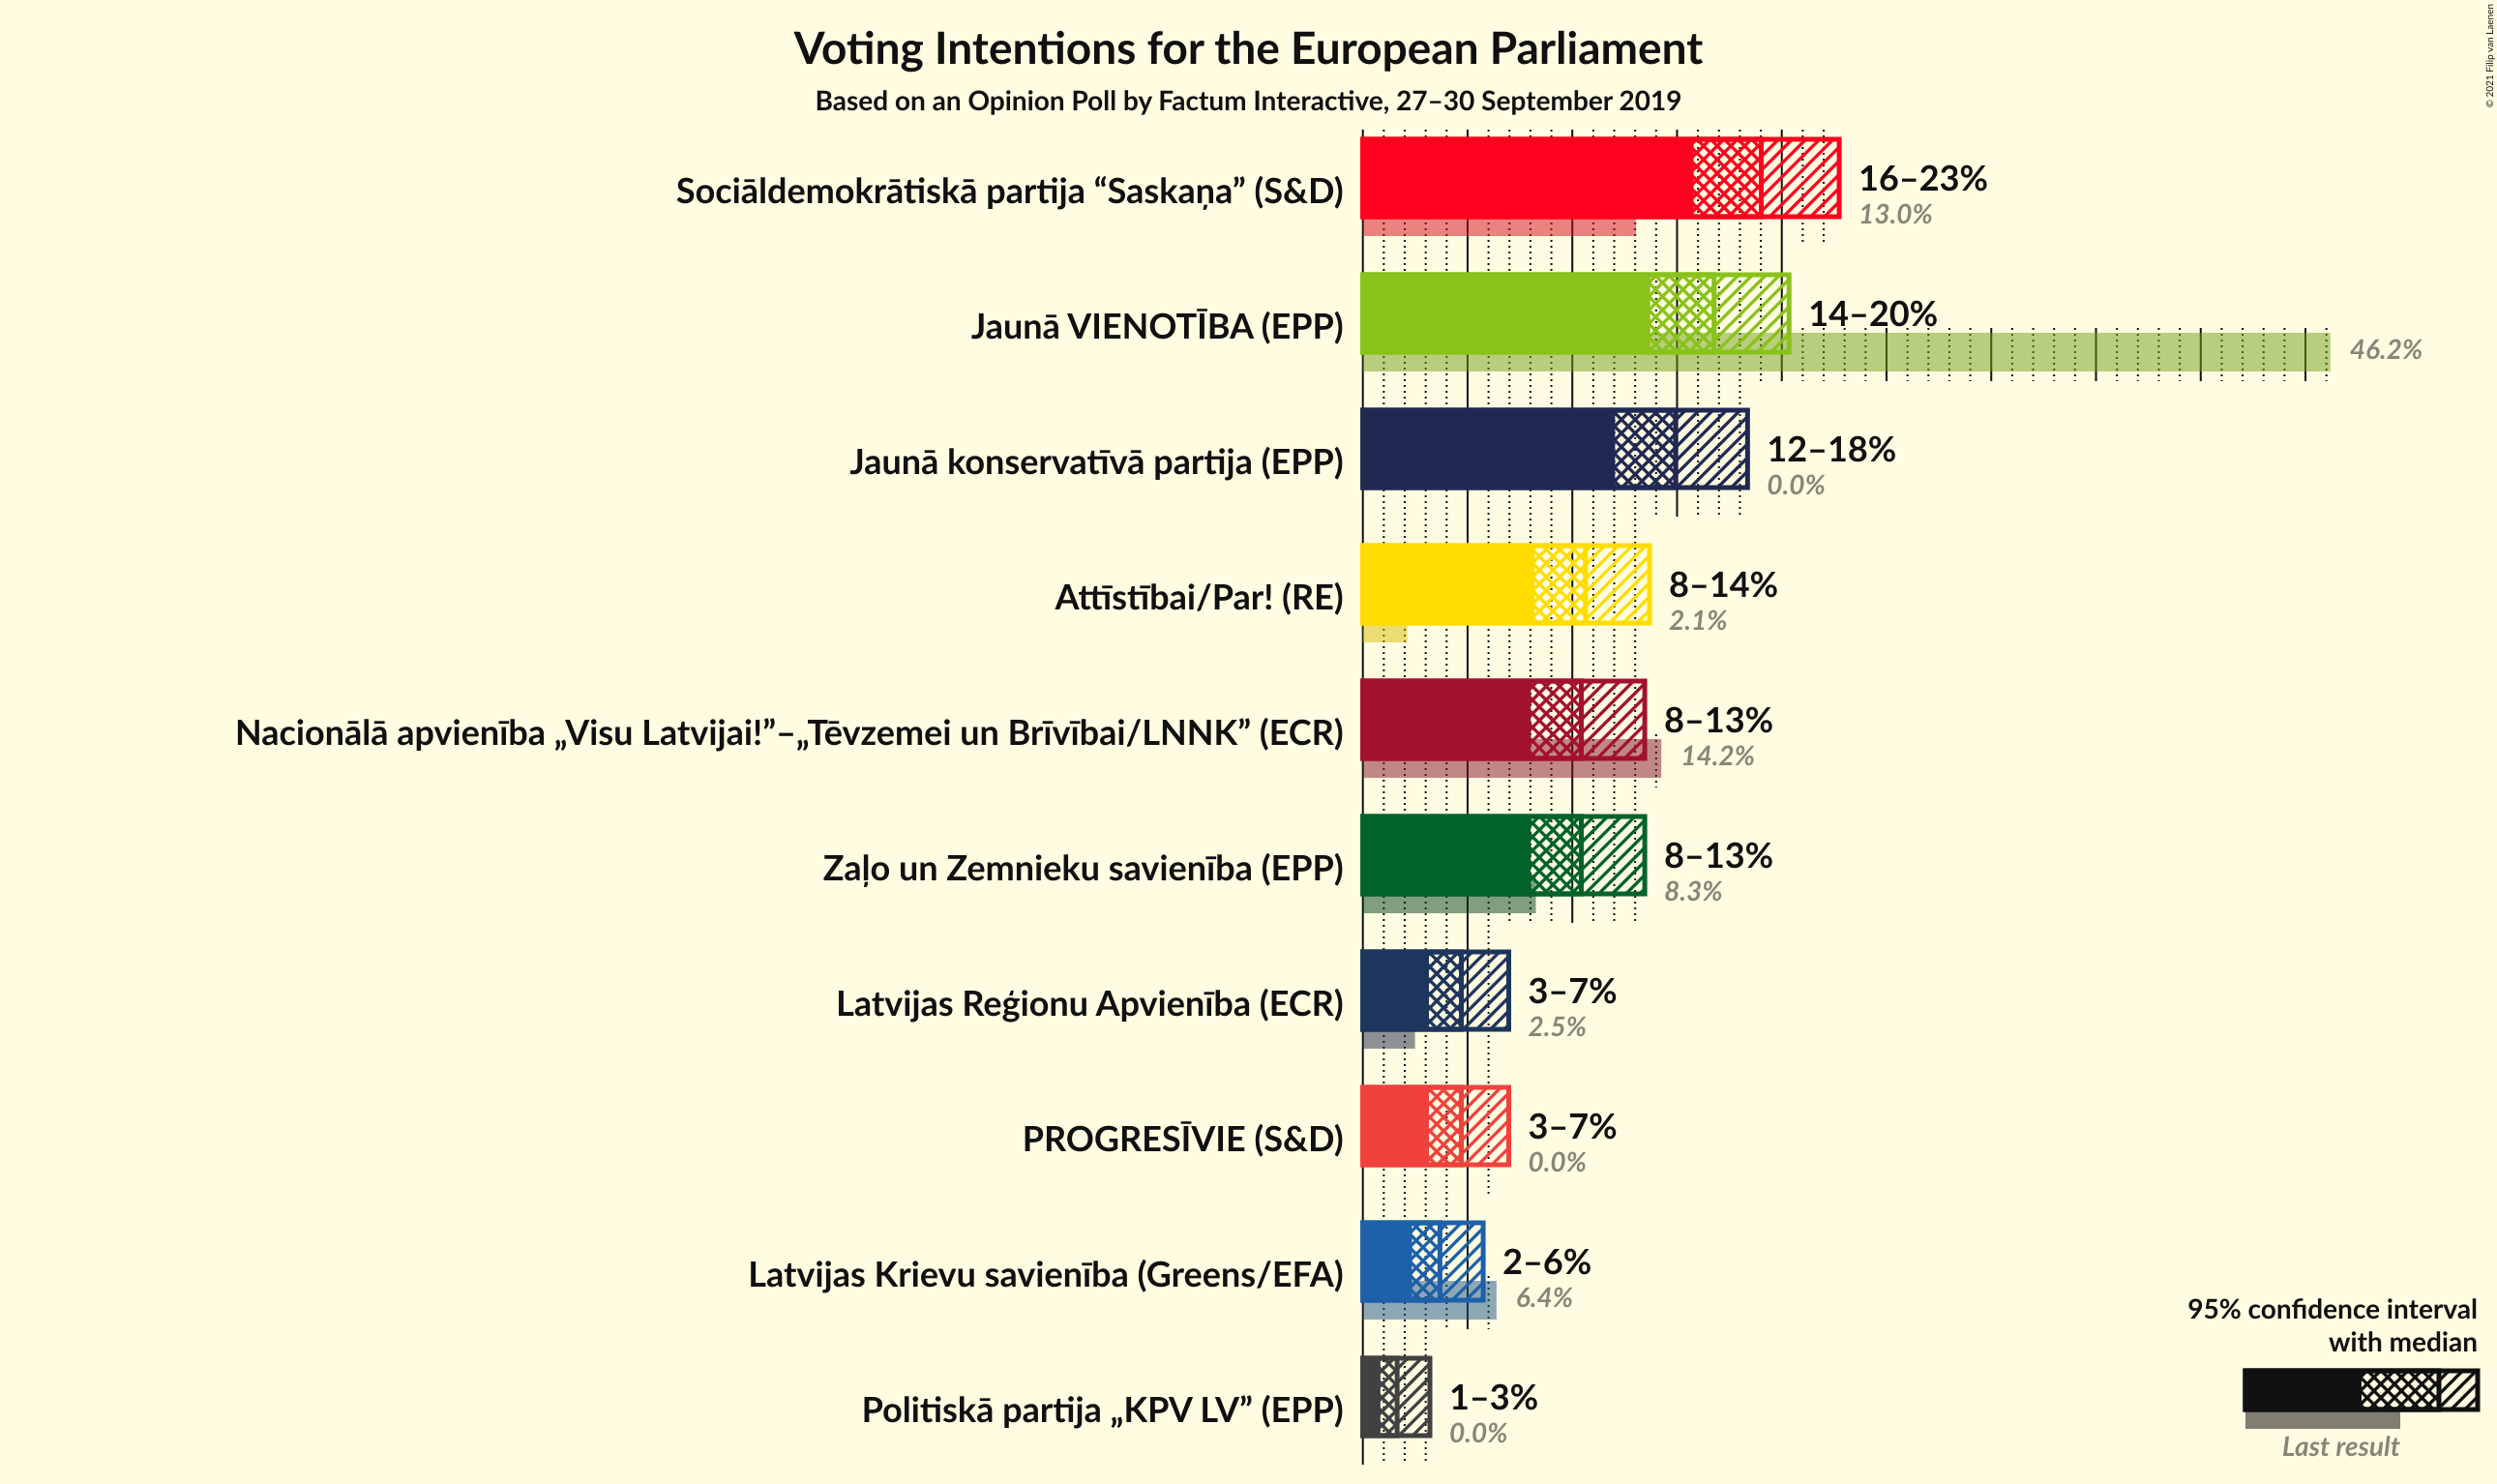 Voting Intentions for the European Parliament
Based on an Opinion Poll by Factum Interactive, 27–30 September 2019
© 2021 Filip van Laenen
Sociāldemokrātiskā partija “Saskaņa” (S&D)
16–23%
13.0%
Jaunā VIENOTĪBA (EPP)
14–20%
46.2%
Jaunā konservatīvā partija (EPP)
12–18%
0.0%
Attīstībai/Par! (RE)
8–14%
2.1%
Nacionālā apvienība „Visu Latvijai!”–„Tēvzemei un Brīvībai/LNNK” (ECR)
8–13%
14.2%
Zaļo un Zemnieku savienība (EPP)
8–13%
8.3%
Latvijas Reģionu Apvienība (ECR)
3–7%
2.5%
PROGRESĪVIE (S&D)
3–7%
0.0%
Latvijas Krievu savienība (Greens/EFA)
2–6%
6.4%
Politiskā partija „KPV LV” (EPP)
1–3%
0.0%
95% confidence interval
with median
Last result